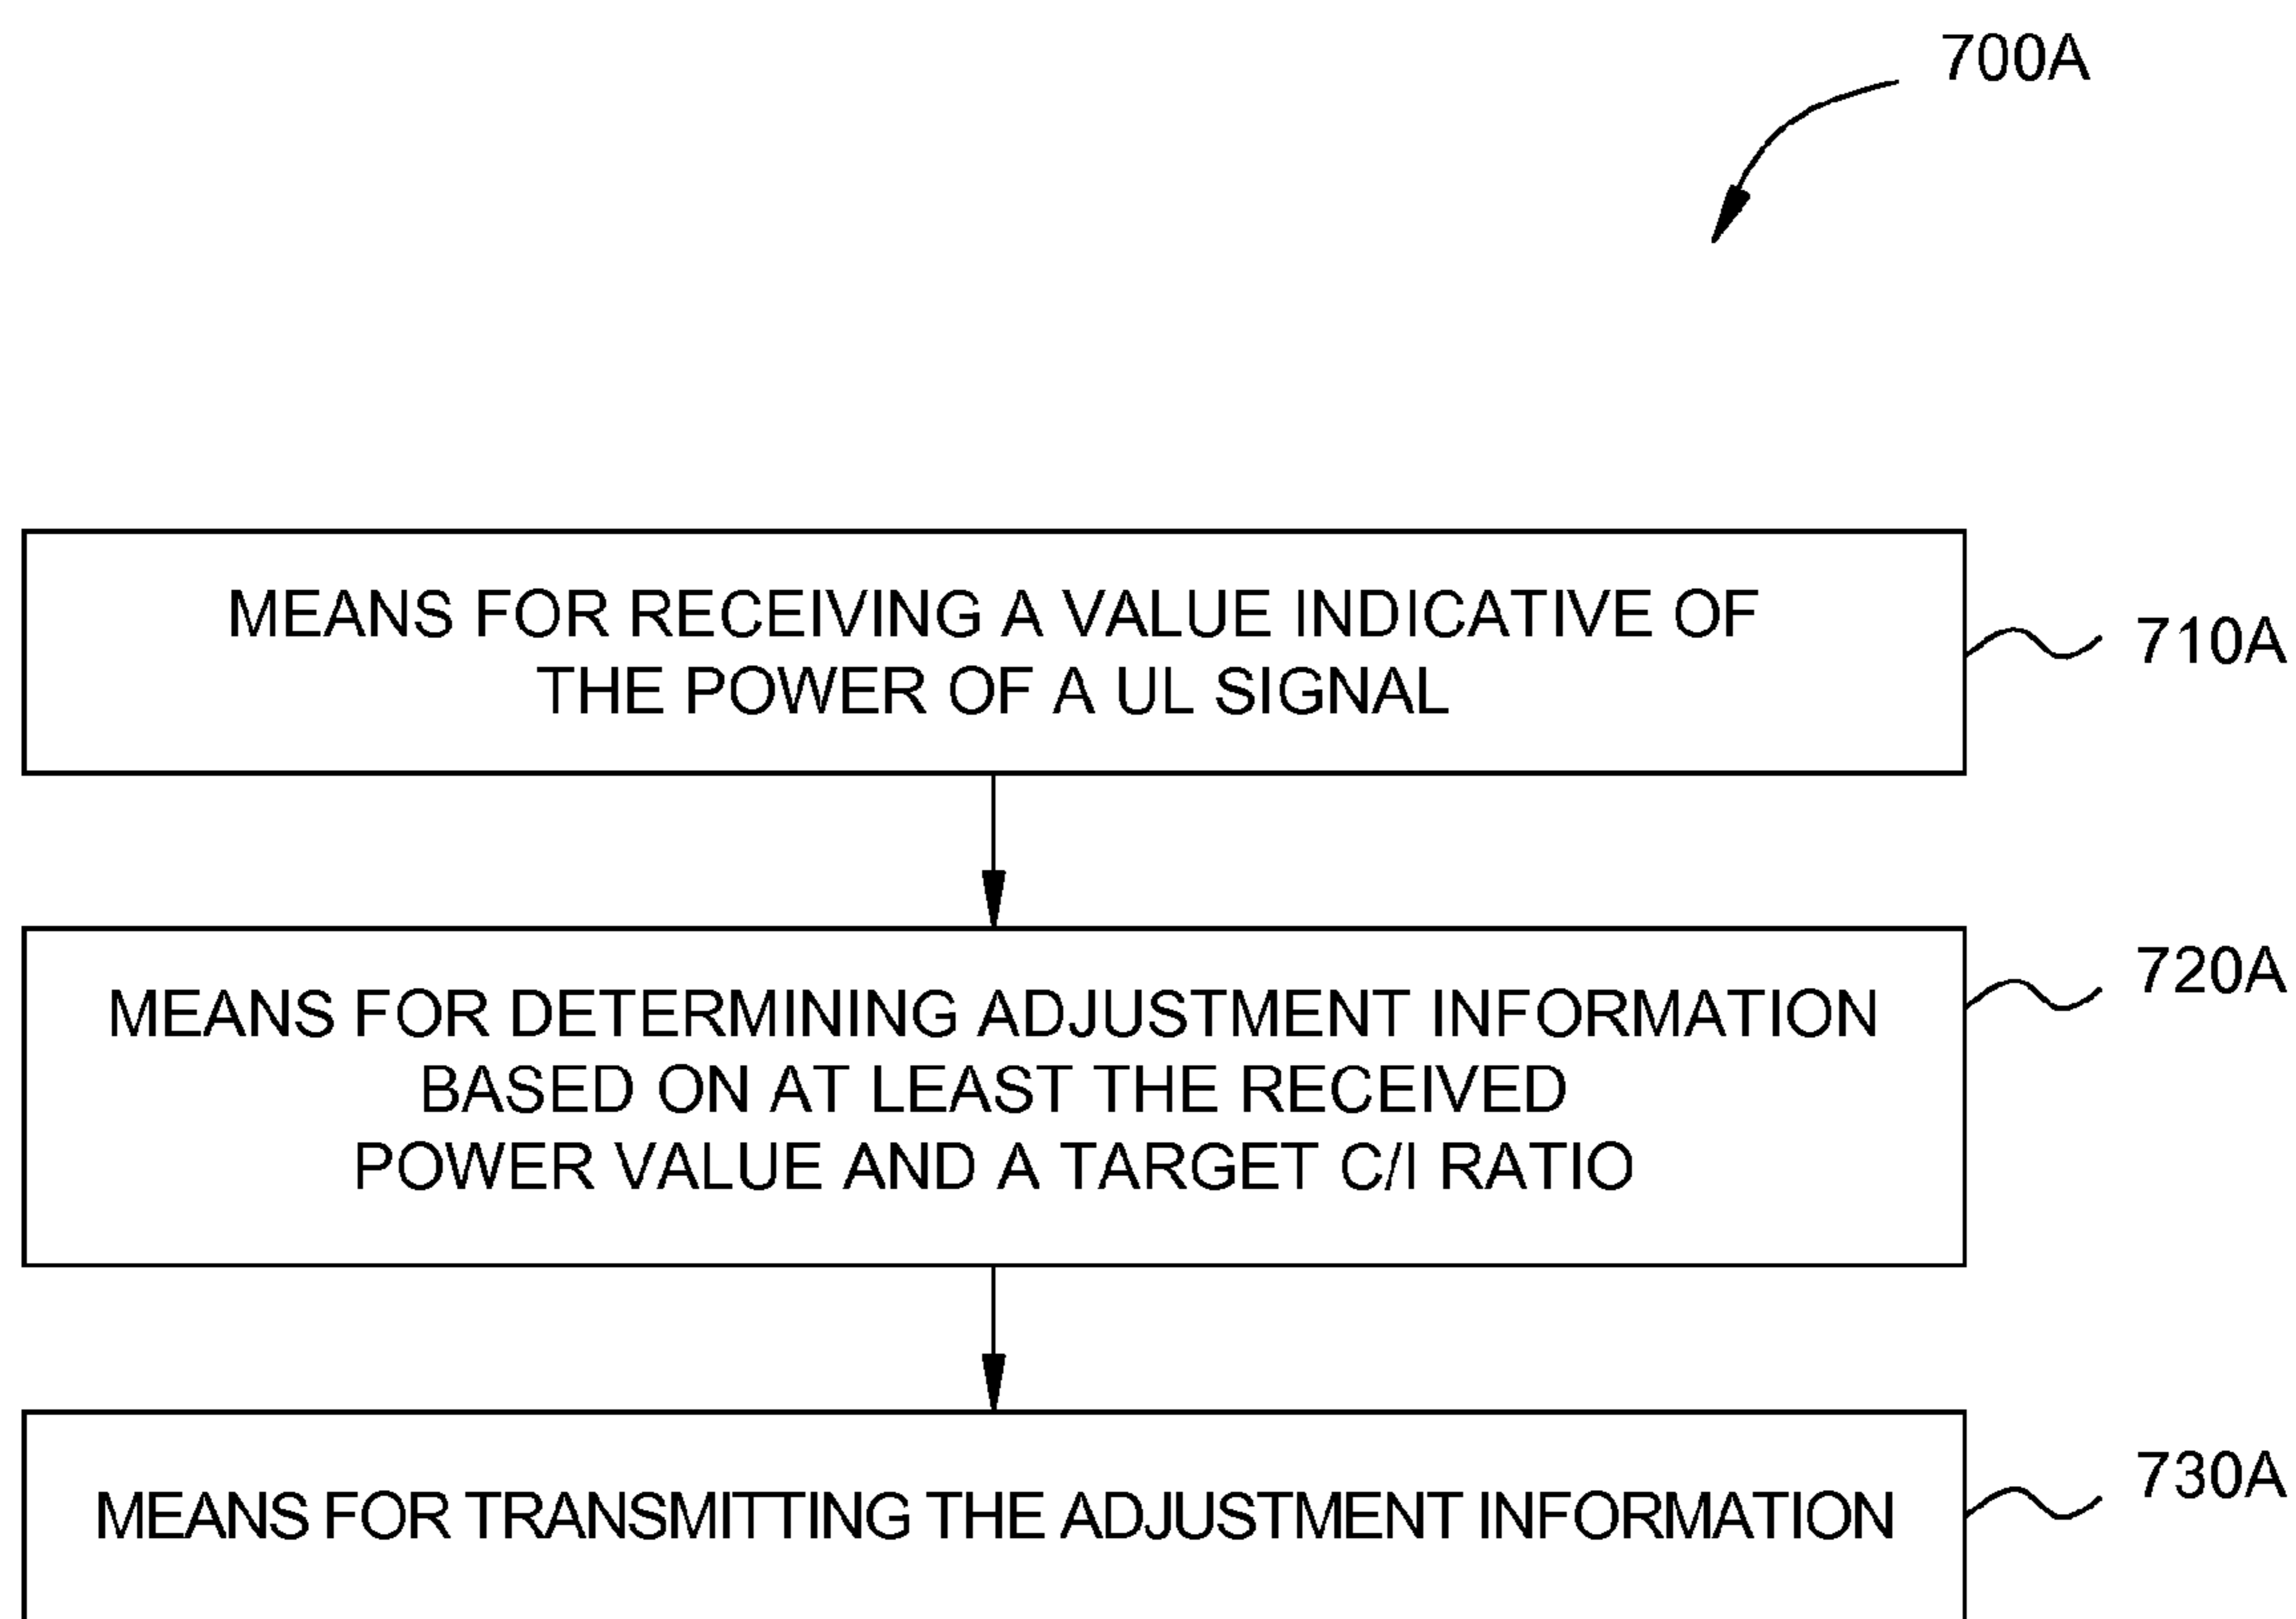 700A
MEANS FOR RECEIVING A VALUE INDICATIVE OF
THE POWER OF A UL SIGNAL
710A
MEANS FOR DETERMINING ADJUSTMENT INFORMATION
BASED ON AT LEAST THE RECEIVED
POWER VALUE AND A TARGET C/I RATIO
720A
MEANS FOR TRANSMITTING THE ADJUSTMENT INFORMATION
730A